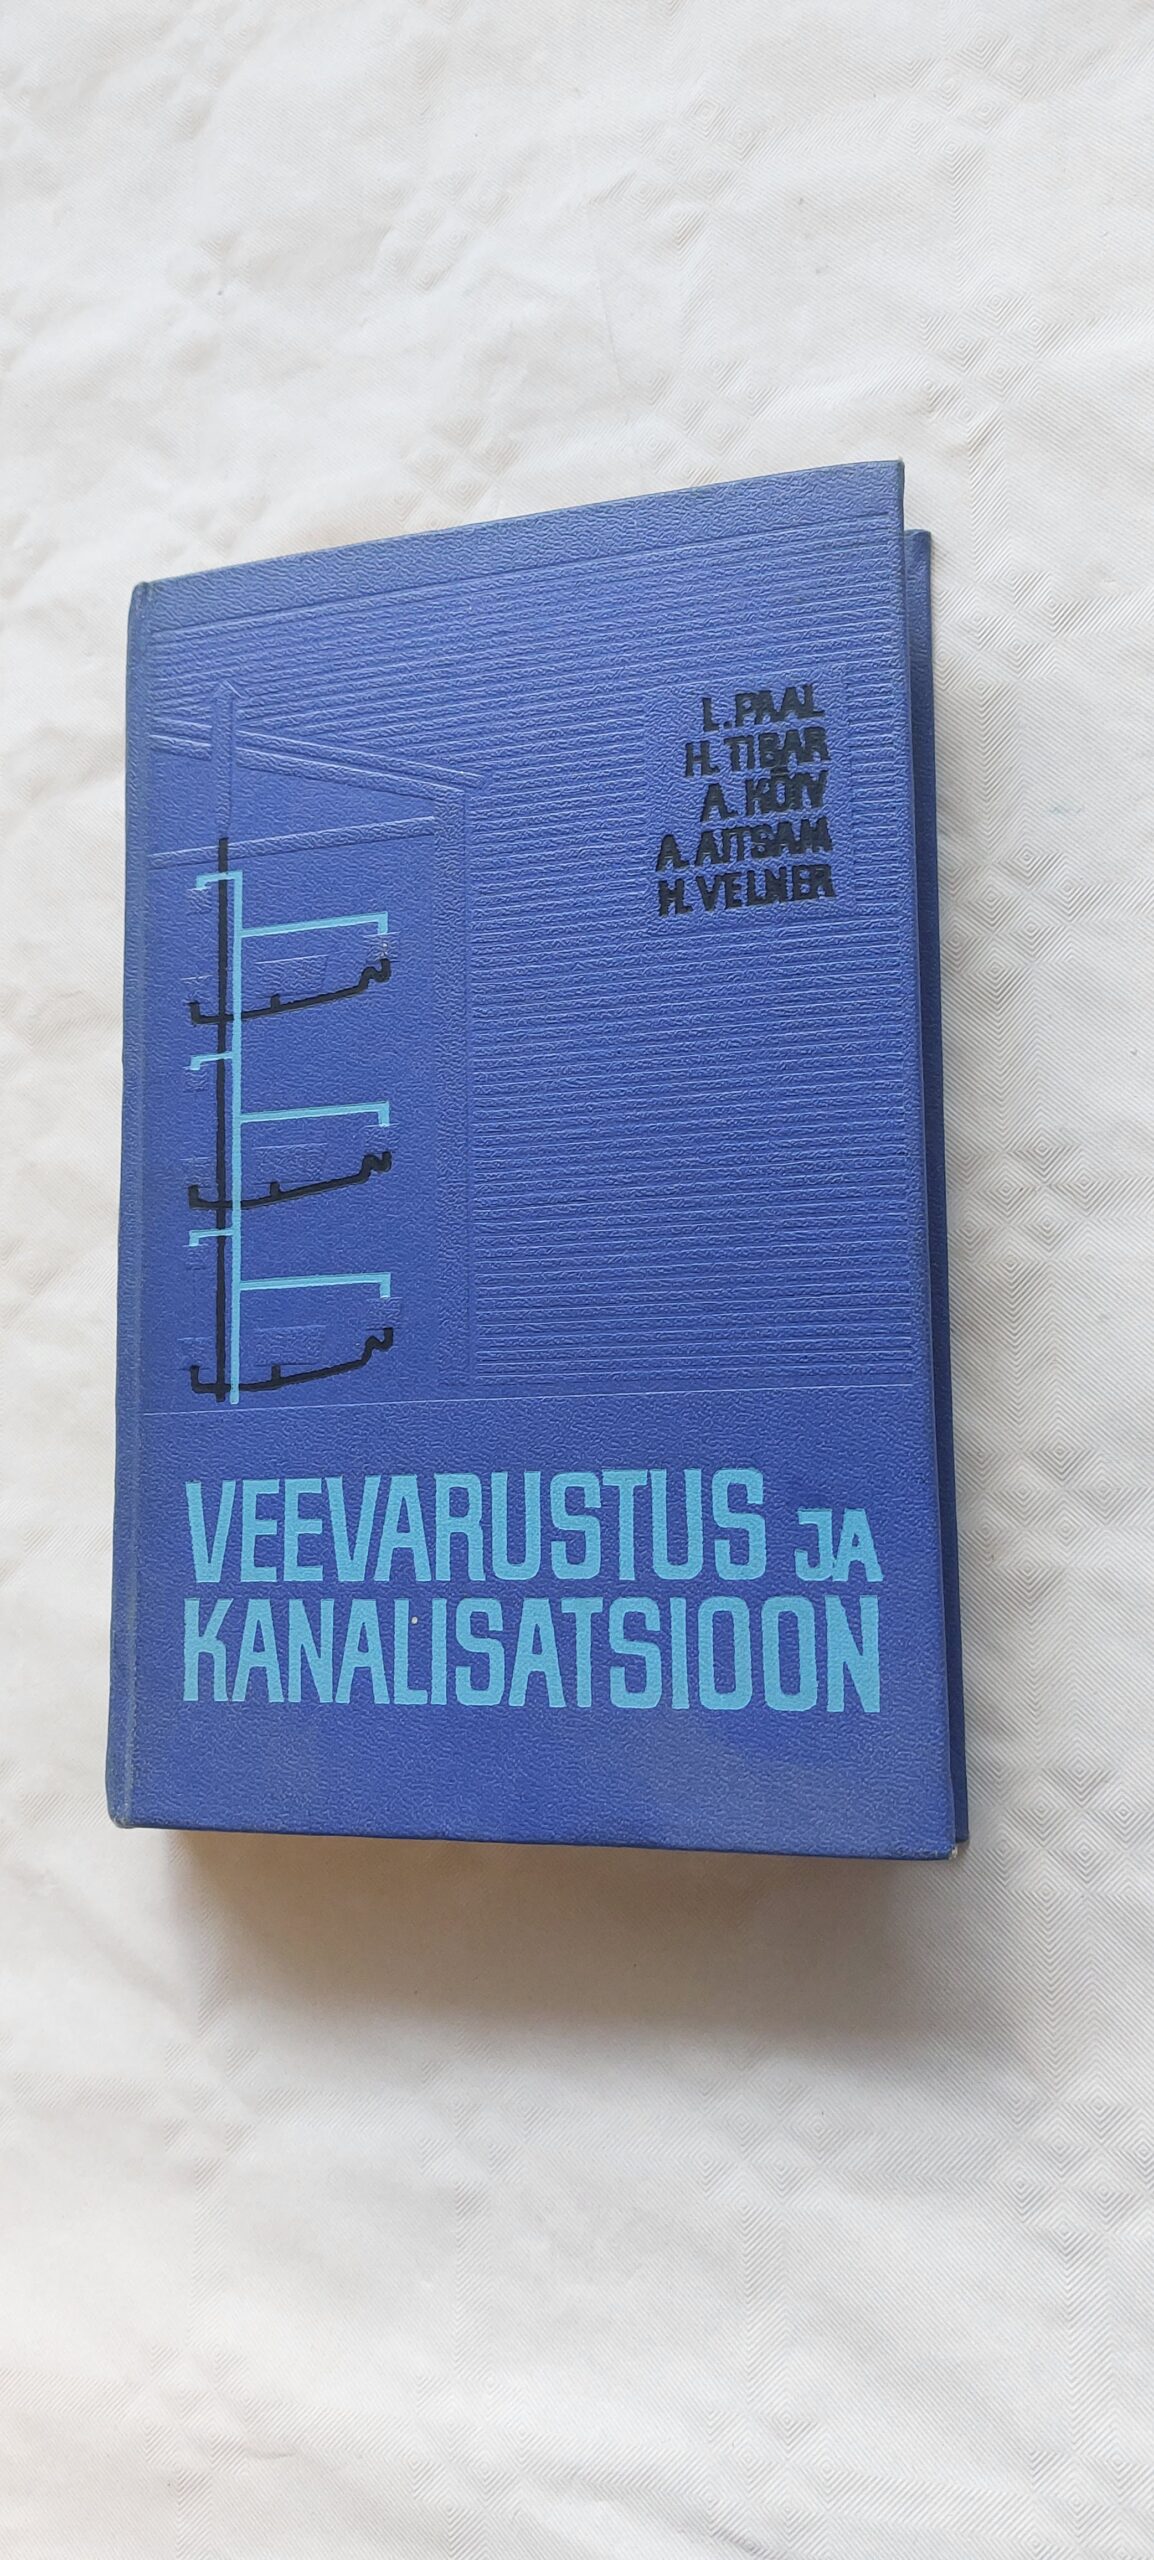 L. PAAL
H. TIBAR
A. KÕIV
A. AITSAM
H. VELNER
VEEVARUSTUS JA
KANALISATSIOON